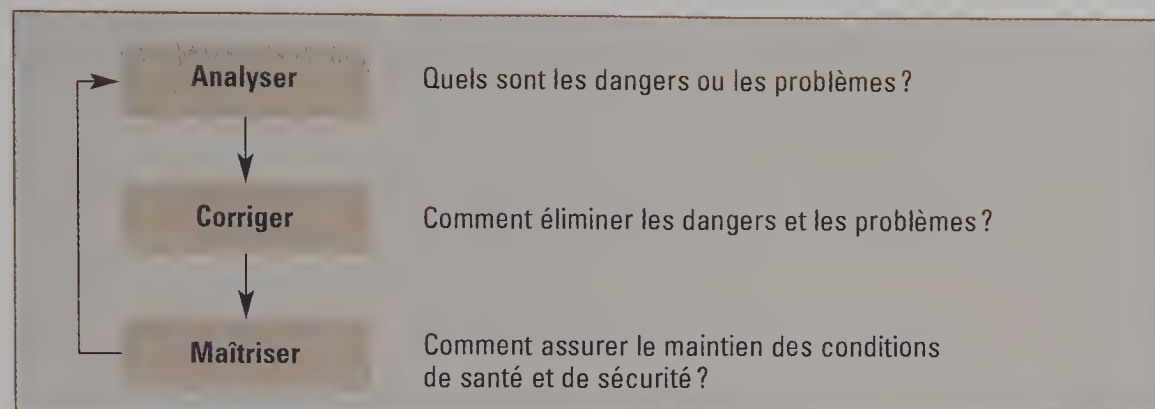 Analyser
Quels sont les dangers ou les problèmes ?
Corriger
Comment éliminer les dangers et les problèmes ?
Maîtriser
Comment assurer le maintien des conditions
de santé et de sécurité ?